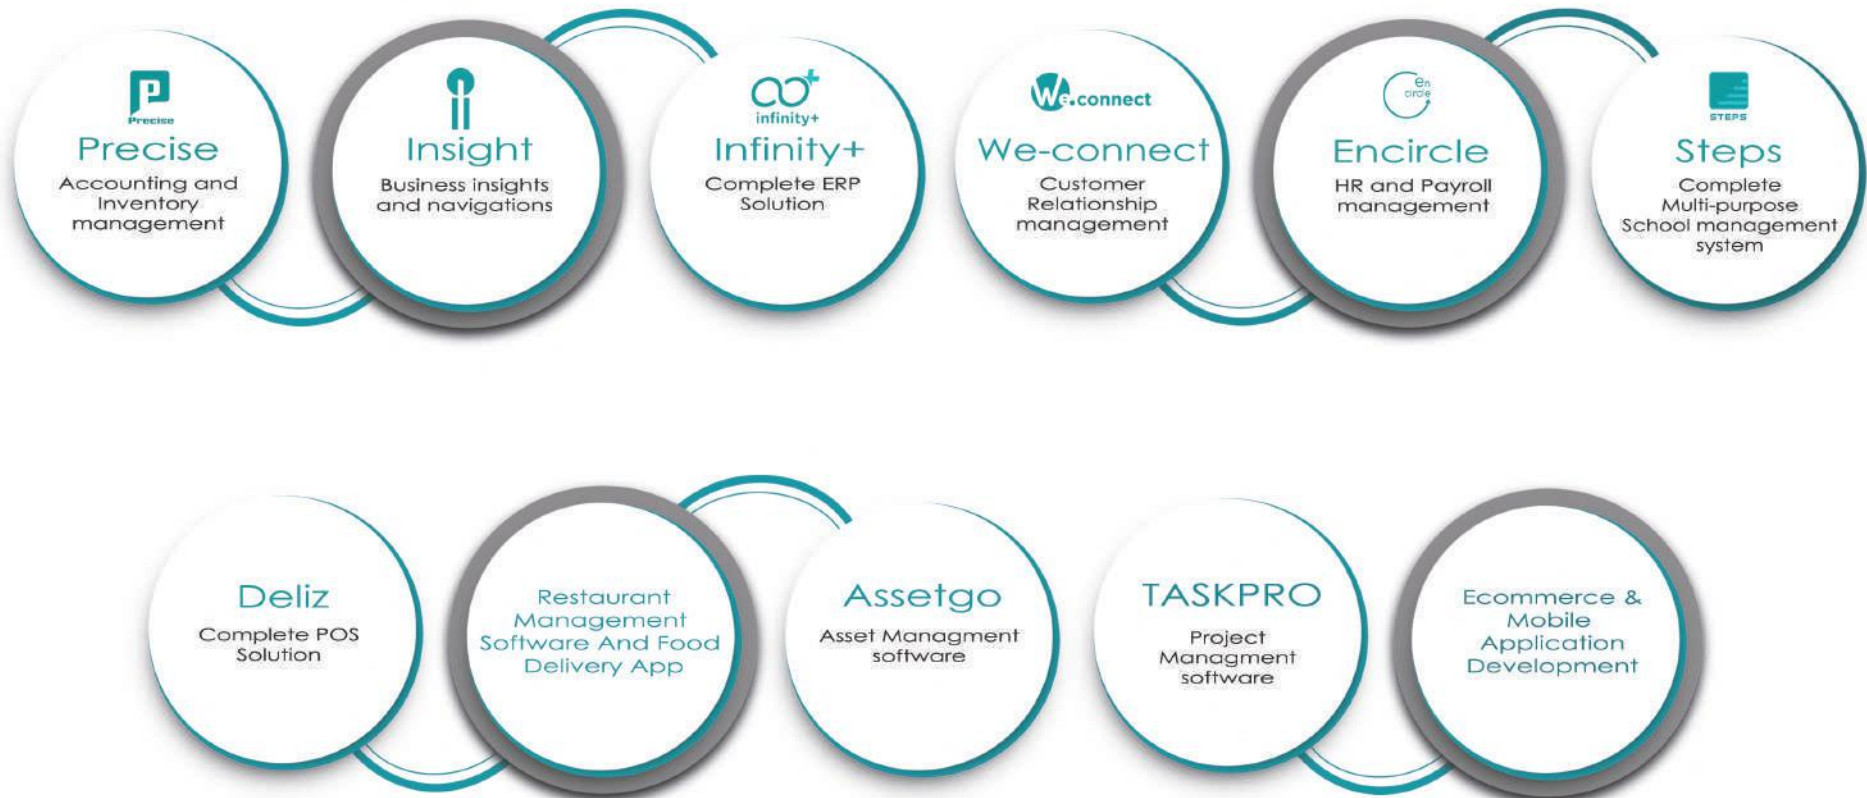 Precise
Precise
Accounting and
Inventory
management
Insight
Business insights
and navigations
infinity+
Infinity+
Complete ERP
Solution
We.connect
We-connect
Customer
Relationship
management
en
circle
Encircle
HR and Payroll
management
STEPS
Steps
Complete
Multi-purpose
School management
system
Deliz
Complete POS
Solution
Restaurant
Management
Software And Food
Delivery App
Assetgo
Asset Managment
software
TASKPRO
Project
Managment
software
Ecommerce &
Mobile
Application
Development